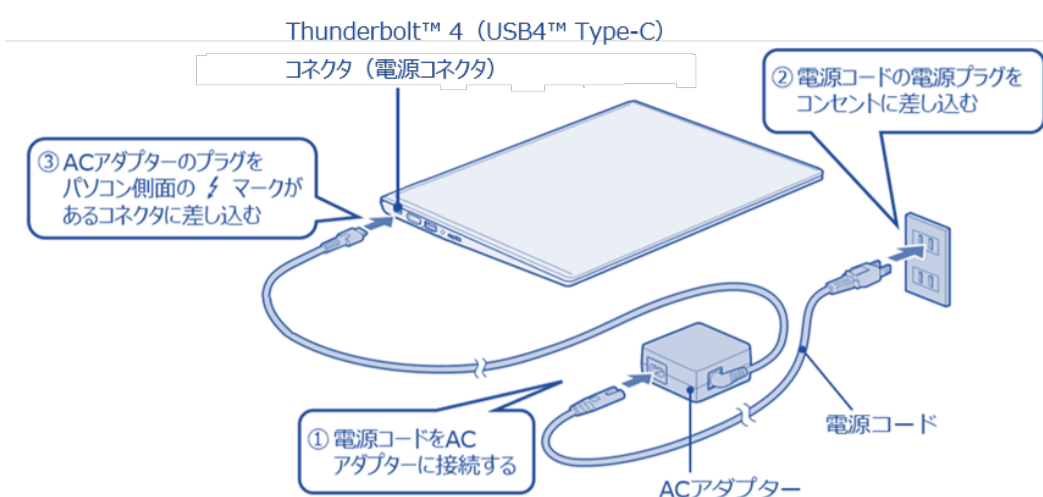 Thunderbolt™ 4（USB4™ Type-C）
コネクタ（電源コネクタ）
② 電源コードの電源プラグを
コンセントに差し込む
③ ACアダプターのプラグを
パソコン側面の ⚡ マークが
あるコネクタに差し込む
① 電源コードをAC
アダプターに接続する
電源コード
ACアダプター